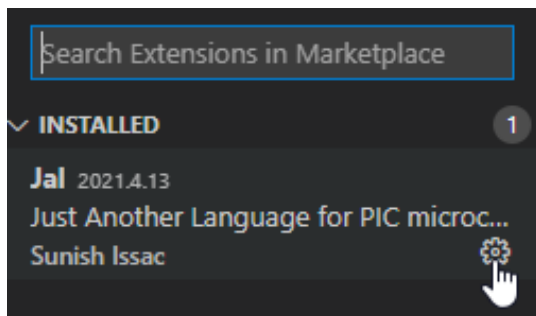 Search Extensions in Marketplace
INSTALLED 1
Jal 2021.4.13
Just Another Language for PIC microc...
Sunish Issac